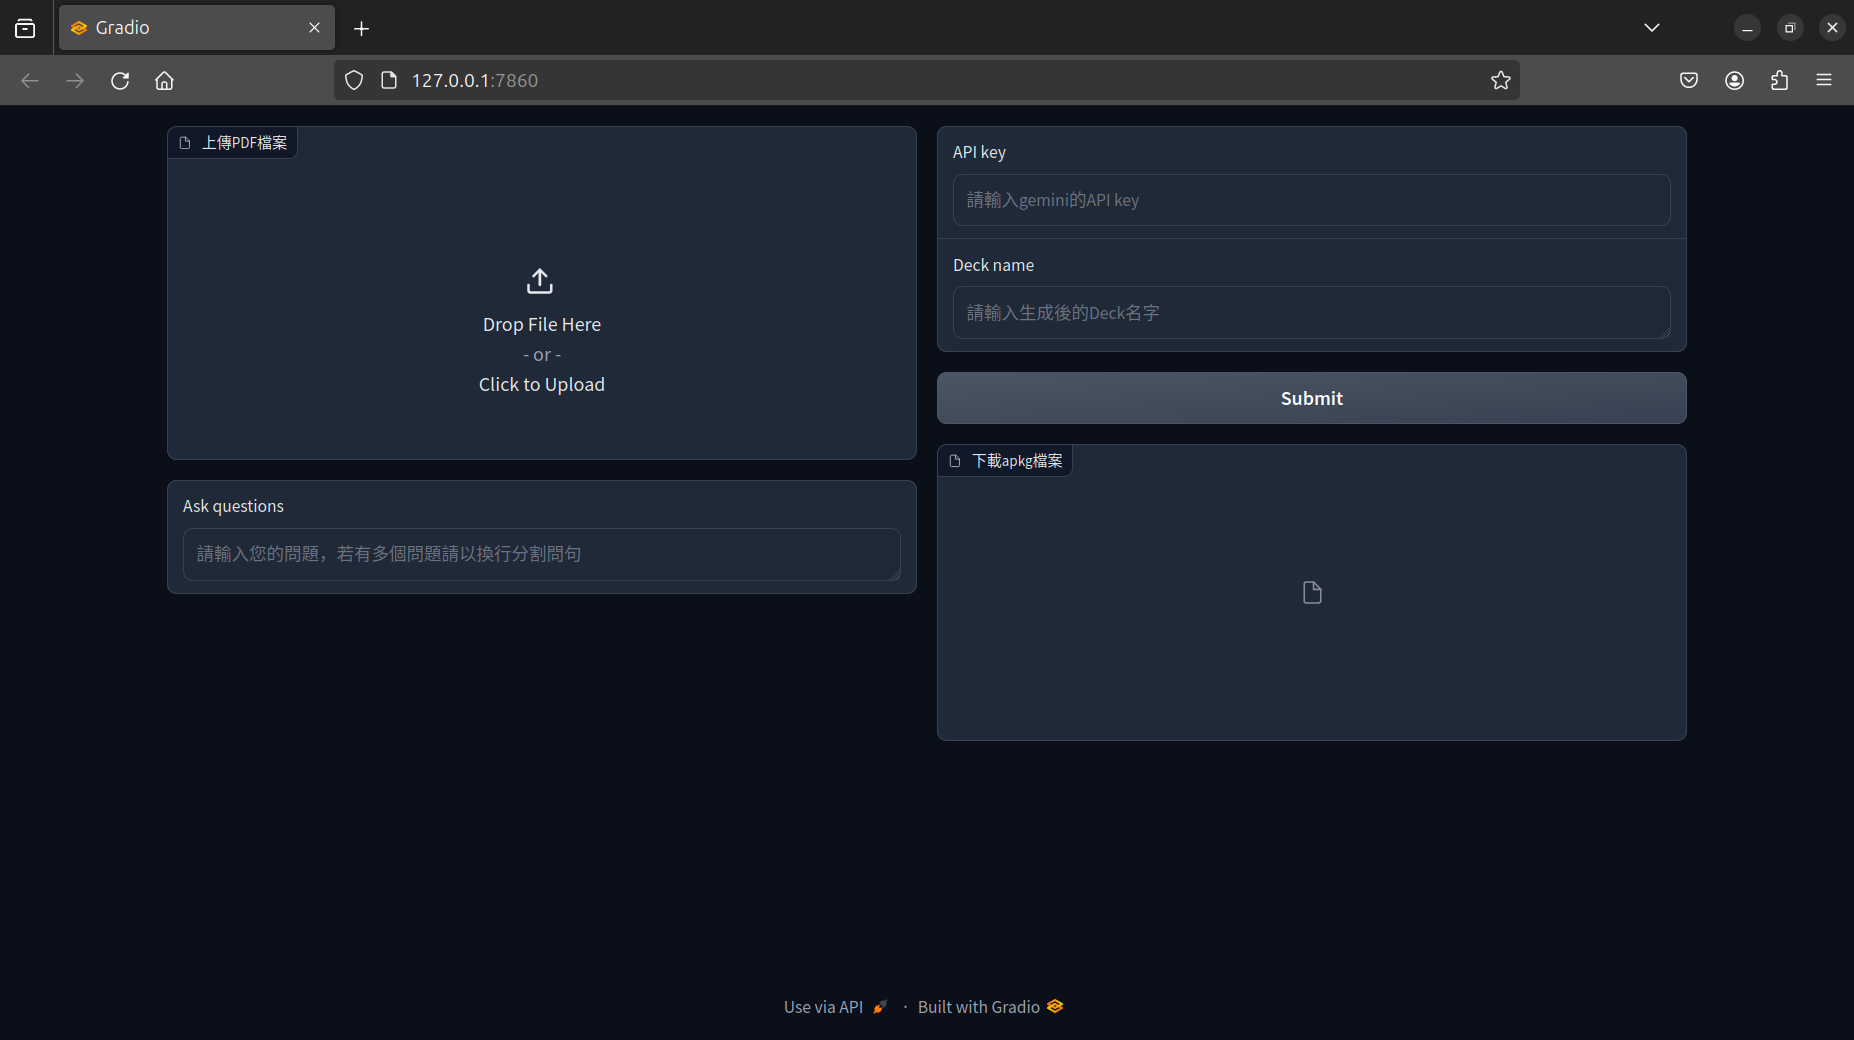 Gradio
127.0.0.1:7860
上傳PDF檔案
Drop File Here
- or -
Click to Upload
Ask questions
請輸入您的問題，若有多個問題請以換行分割問句
API key
請輸入gemini的API key
Deck name
請輸入生成後的Deck名字
Submit
下載apkg檔案
Use via API · Built with Gradio